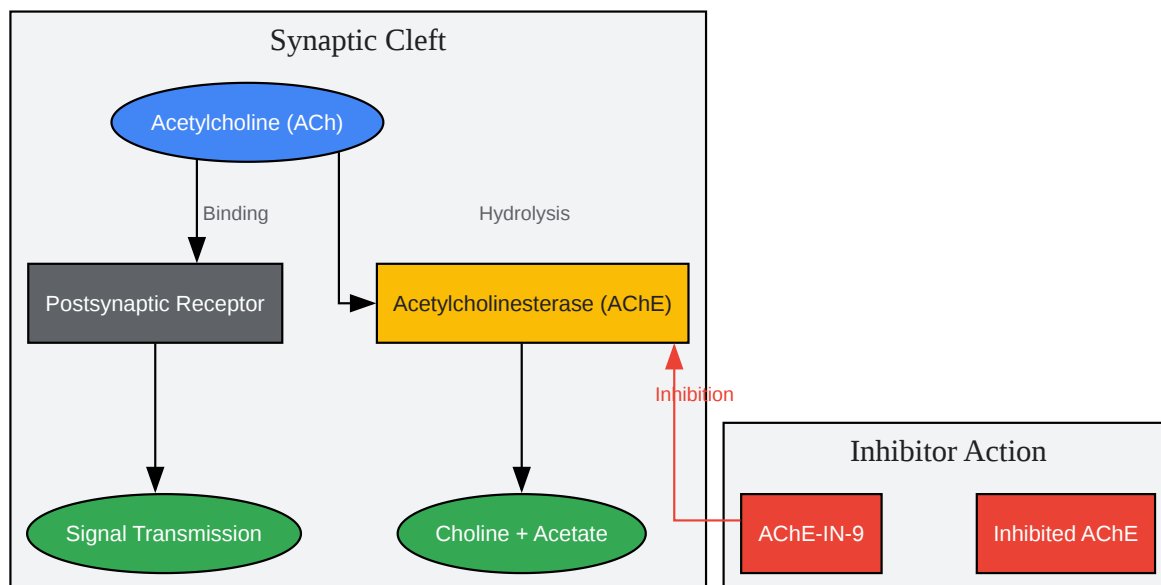 Synaptic Cleft
Acetylcholine (ACh)
Binding
Hydrolysis
Postsynaptic Receptor
Acetylcholinesterase (AChE)
Inhibition
Inhibitor Action
Signal Transmission
Choline + Acetate
AChE-IN-9
Inhibited AChE